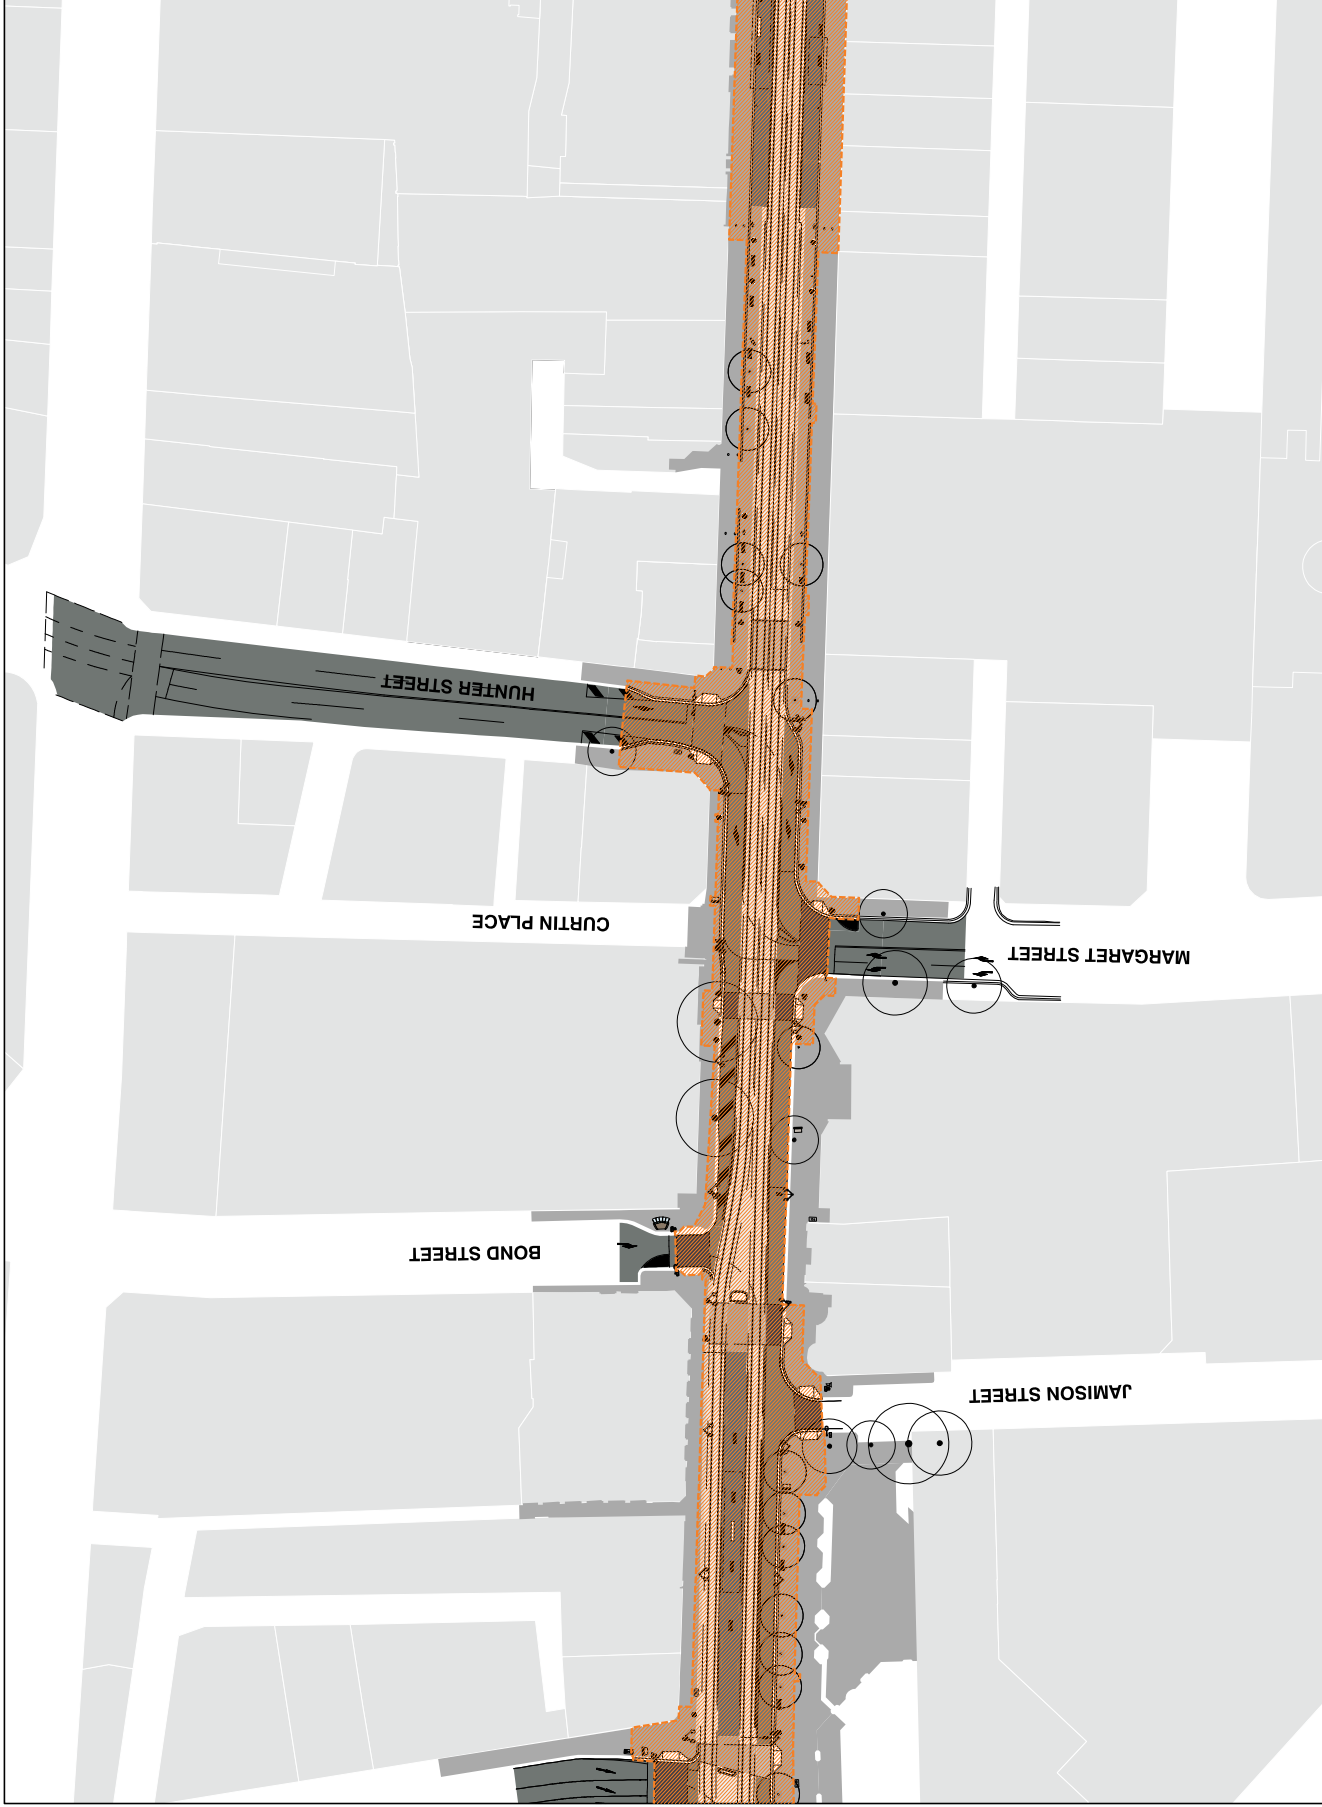 HUNTER STREET
CURTIN PLACE
MARGARET STREET
BOND STREET
JAMISON STREET